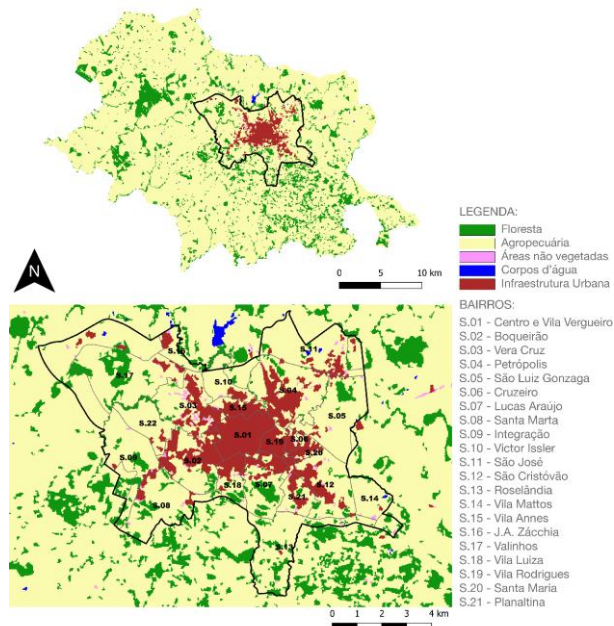 LEGENDA:
Floresta
Agropecuária
Áreas não vegetadas
Corpos d'água
Infraestrutura Urbana
N
0 5 10 km
BAIRROS:
S.01 - Centro e Vila Vergueiro
S.02 - Boqueirão
S.03 - Vera Cruz
S.04 - Petrópolis
S.05 - São Luiz Gonzaga
S.06 - Cruzeiro
S.07 - Lucas Araújo
S.08 - Santa Marta
S.09 - Integração
S.10 - Victor Issler
S.11 - São José
S.12 - São Cristóvão
S.13 - Roselândia
S.14 - Vila Mattos
S.15 - Vila Annes
S.16 - J.A. Zácchia
S.17 - Valinhos
S.18 - Vila Luiza
S.19 - Vila Rodrigues
S.20 - Santa Maria
S.21 - Planaltina
S.11
S.17
S.10
S.04
S.03
S.15
S.05
S.22
S.01
S.19
S.06
S.20
S.09
S.02
S.18
S.07
S.12
S.21
S.14
S.08
S.13
0 1 2 3 4 km